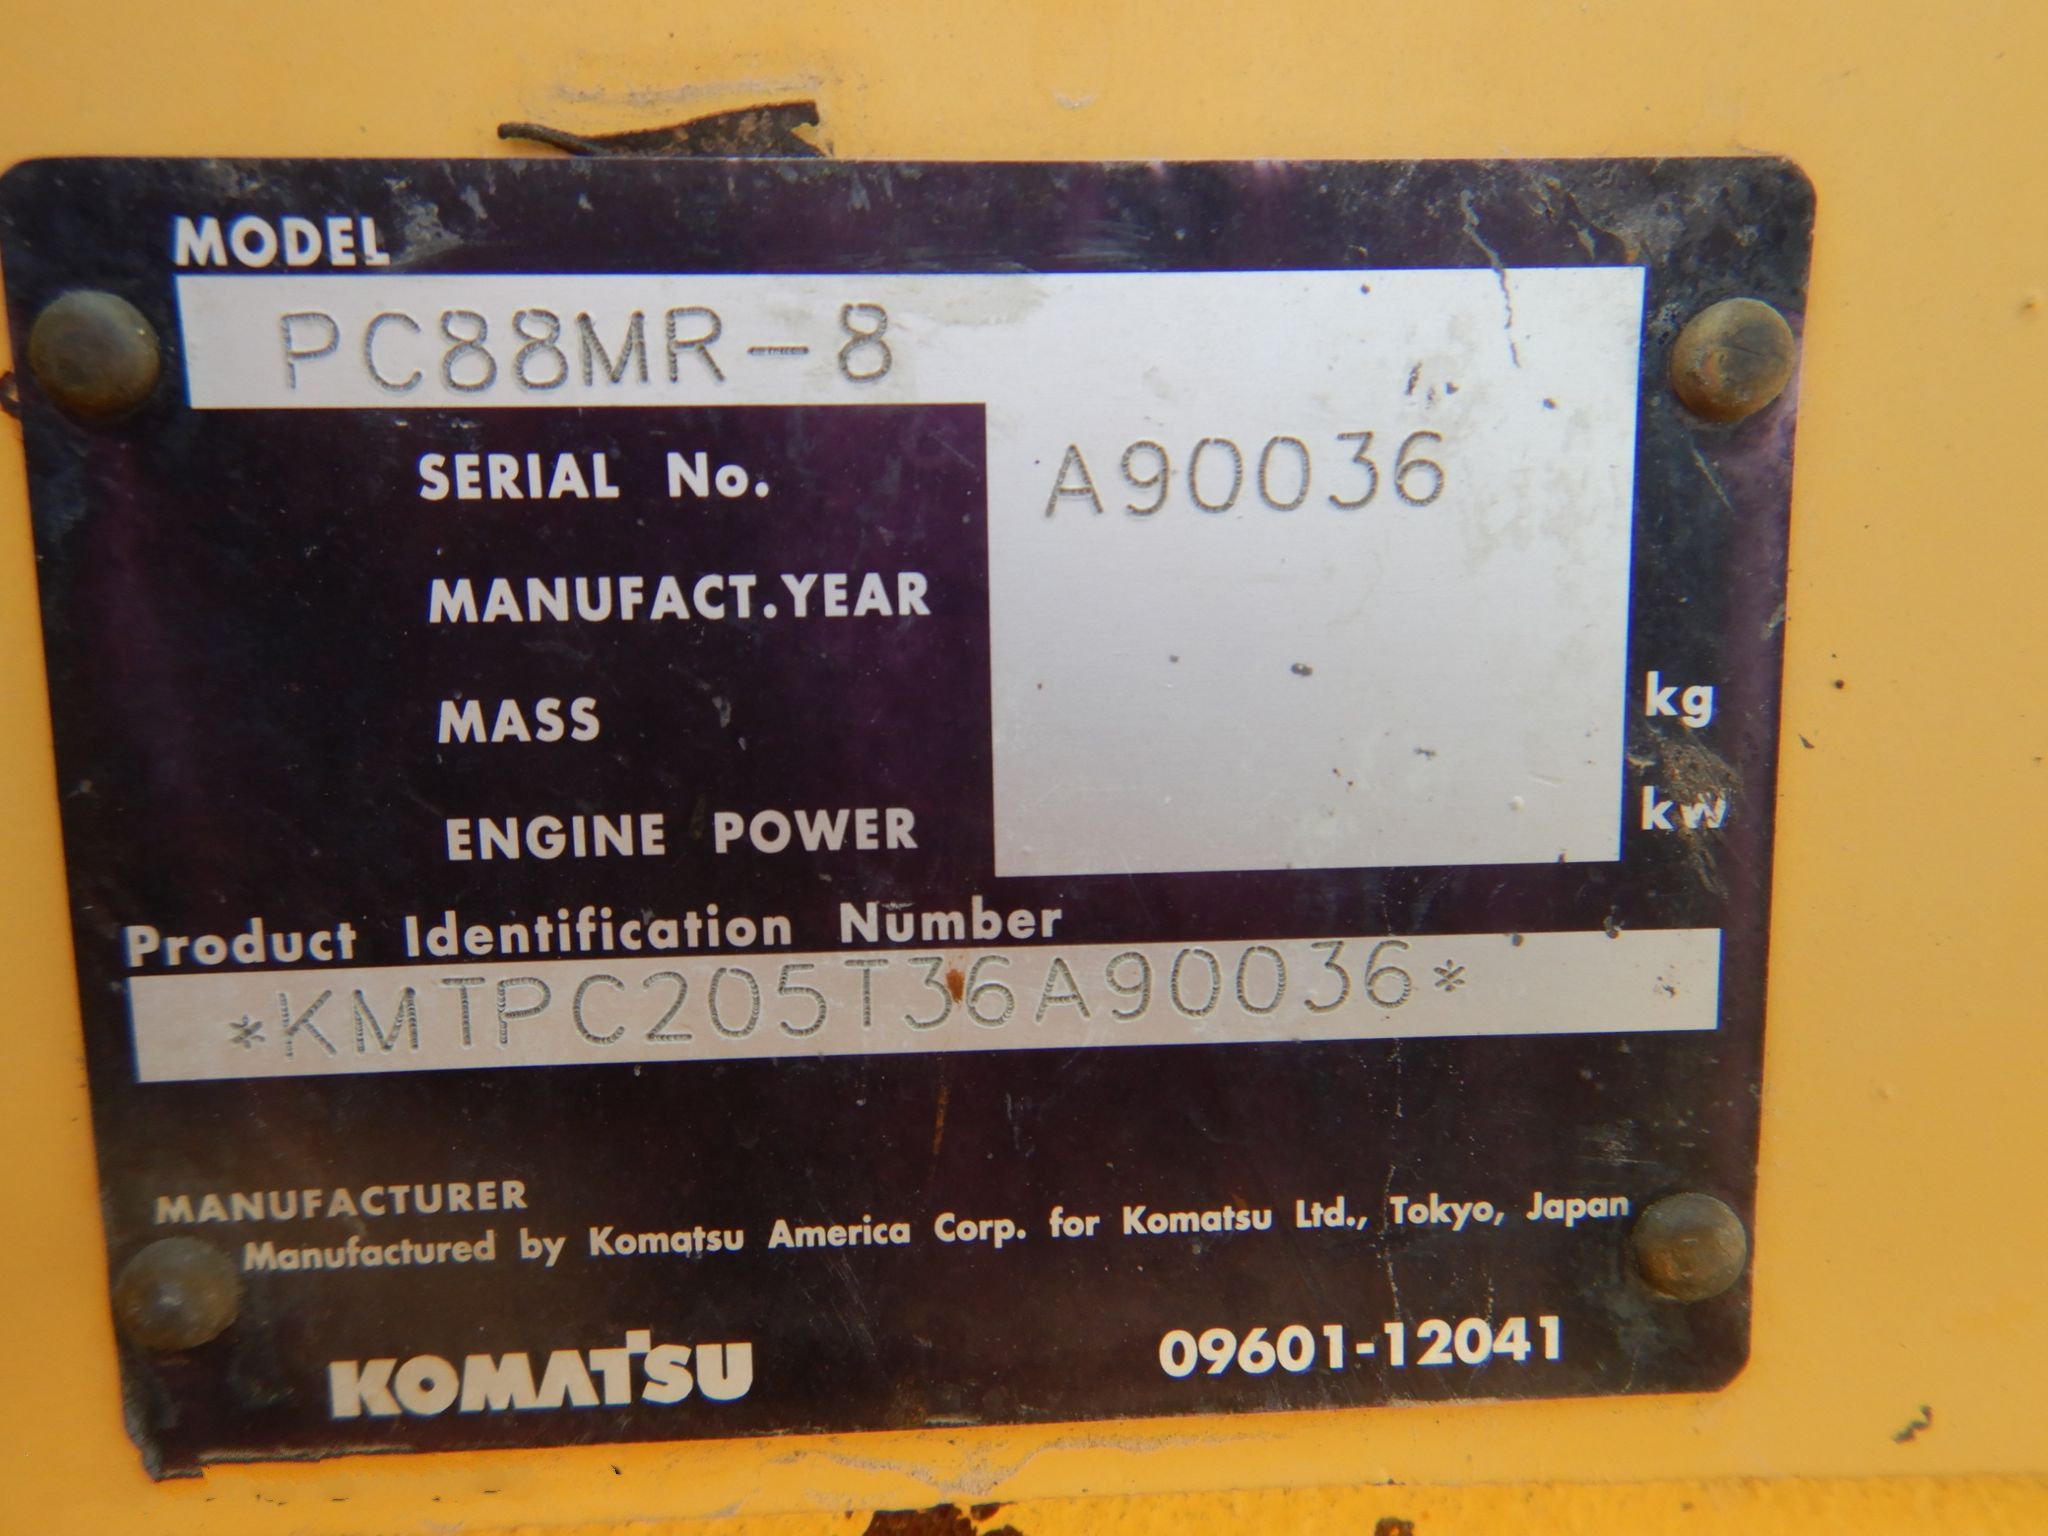 MODEL
PC88MR-8
SERIAL No. A90036
MANUFACT.YEAR
MASS kg
ENGINE POWER kw
Product Identification Number
*KMTPC205T36A90036*
MANUFACTURER
Manufactured by Komatsu America Corp. for Komatsu Ltd., Tokyo, Japan
KOMATSU 09601-12041